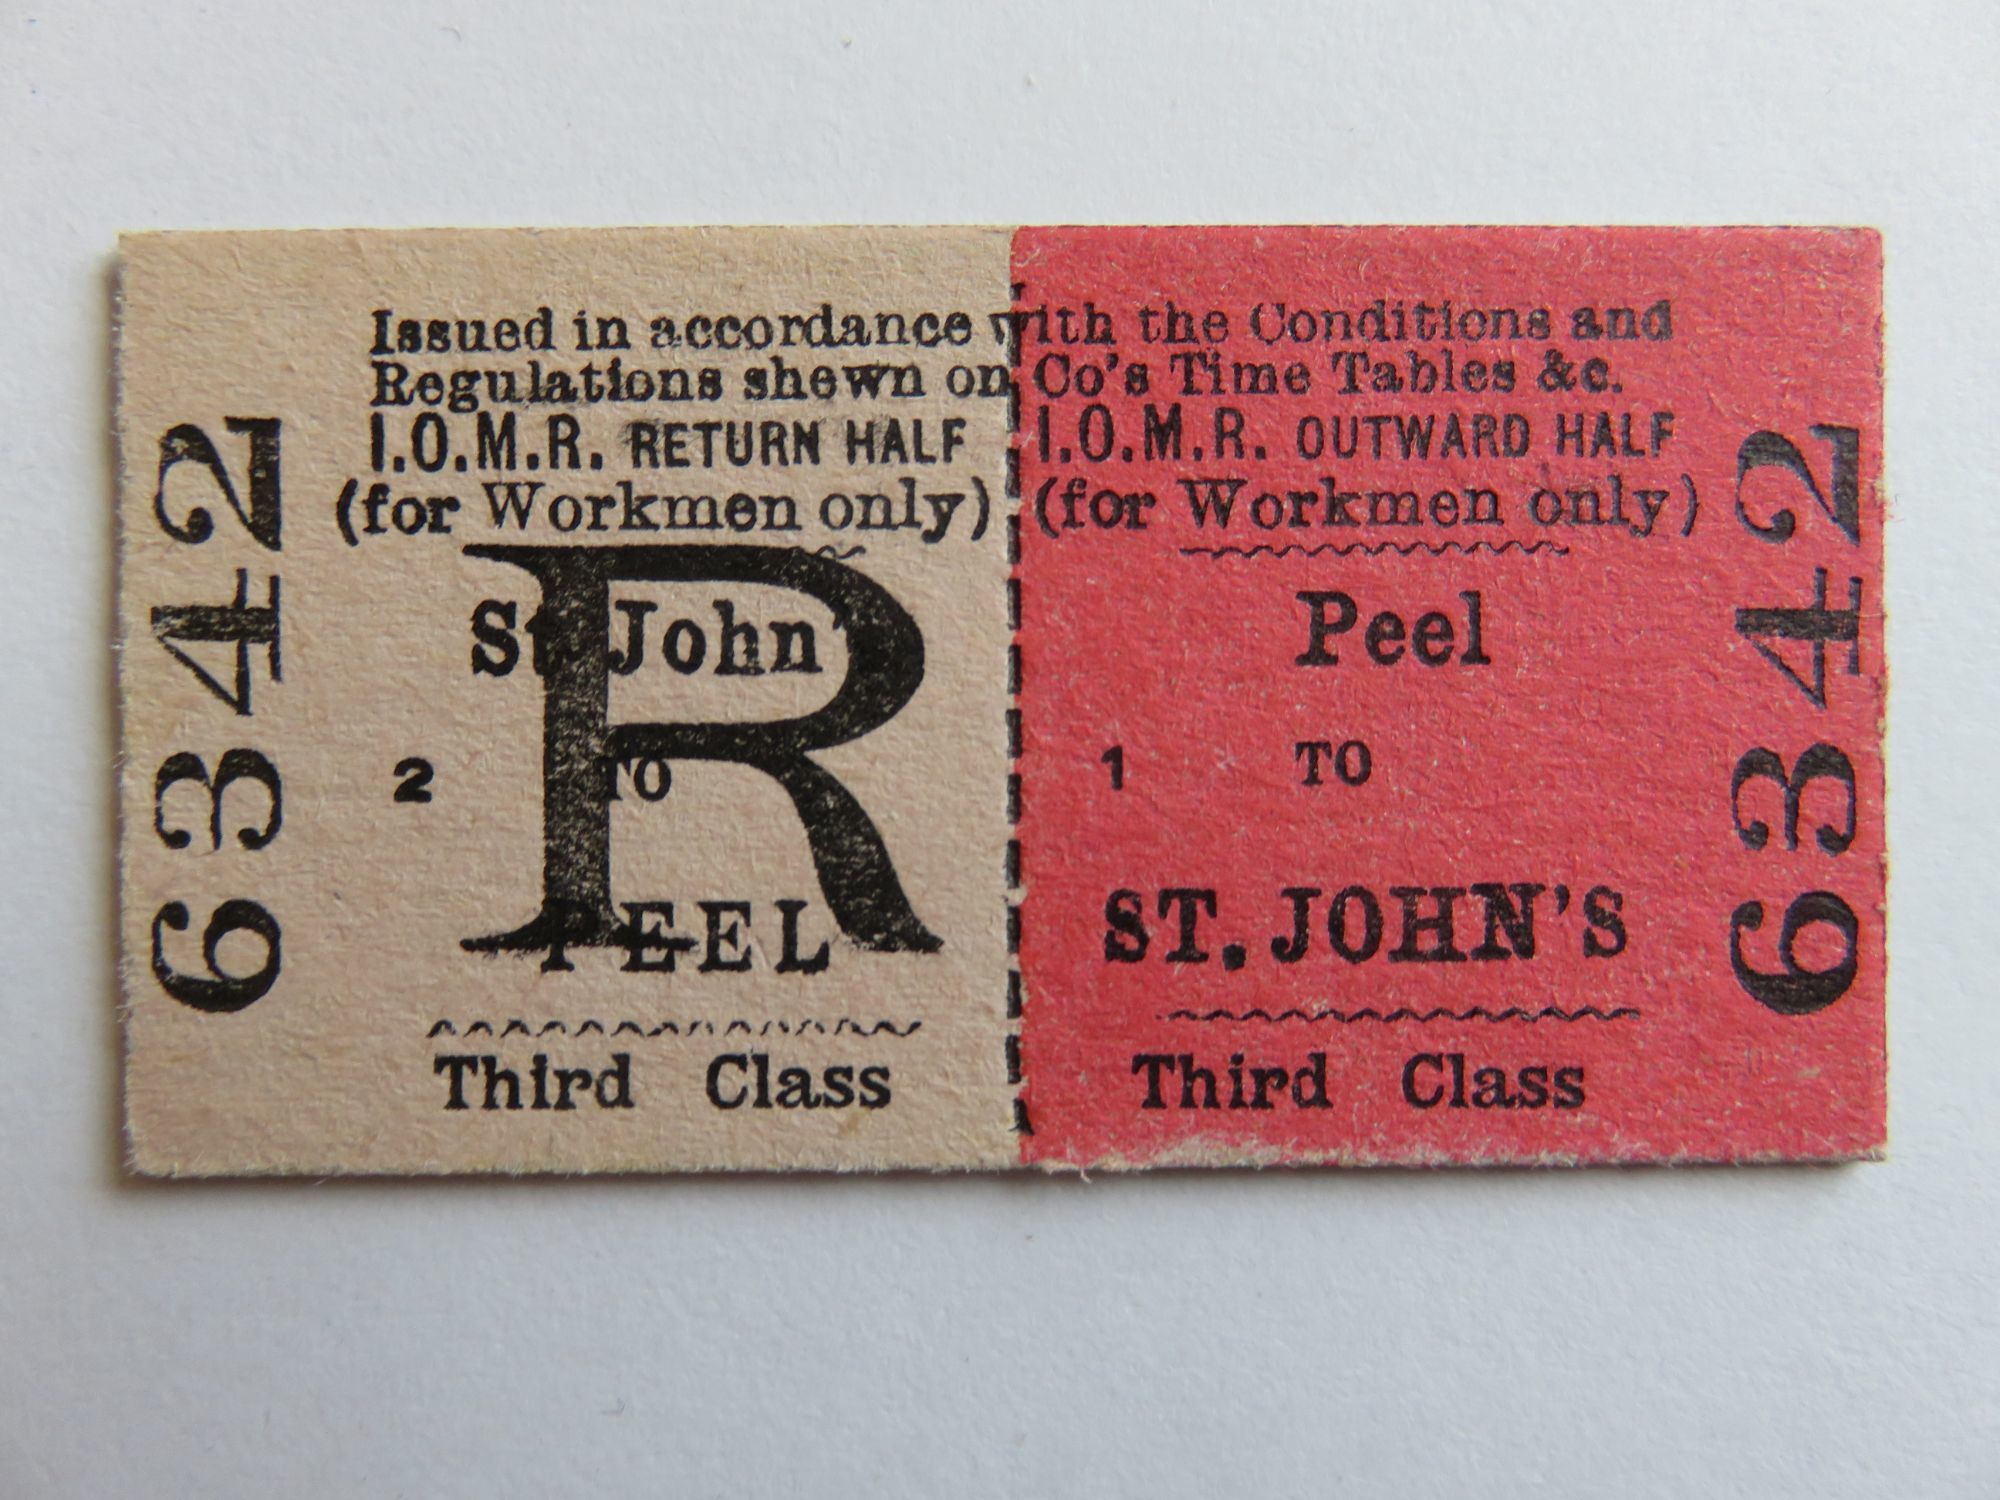 Issued in accordance with the Conditions and
Regulations shewn on Co's Time Tables &c.
I.O.M.R. RETURN HALF
(for Workmen only)
St. John'
2 TO
PEEL
Third Class
R
6342
I.O.M.R. OUTWARD HALF
(for Workmen only)
Peel
1 TO
ST. JOHN'S
Third Class
6342